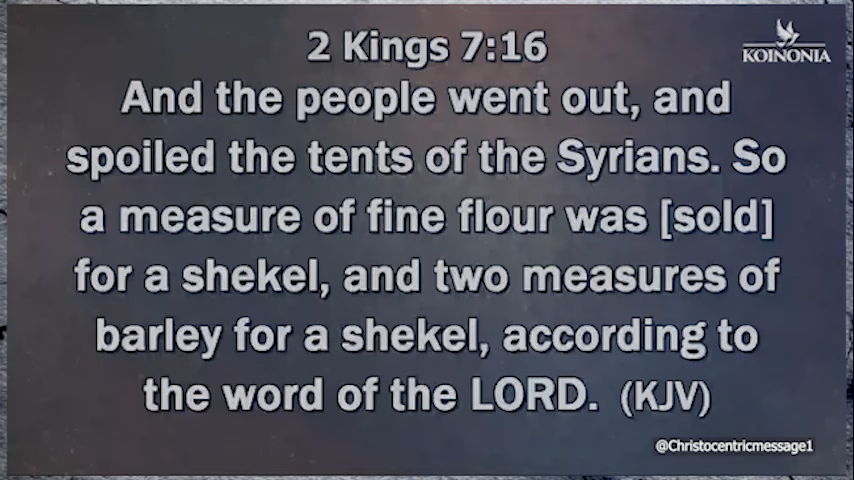 2 Kings 7:16
KOINONIA
And the people went out, and
spoiled the tents of the Syrians. So
a measure of fine flour was [sold]
for a shekel, and two measures of
barley for a shekel, according to
the word of the LORD. (KJV)
@Christocentricmessage1